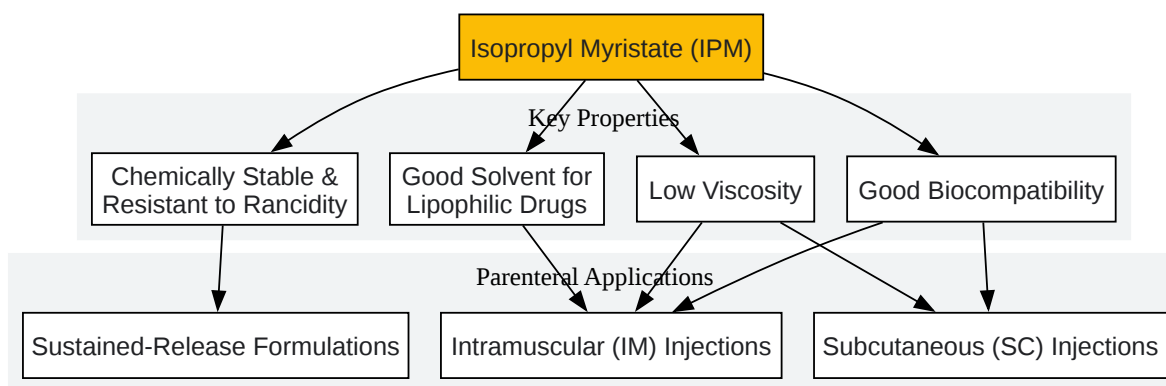 Isopropyl Myristate (IPM)
Key Properties
Chemically Stable &
Resistant to Rancidity
Good Solvent for
Lipophilic Drugs
Low Viscosity
Good Biocompatibility
Parenteral Applications
Sustained-Release Formulations
Intramuscular (IM) Injections
Subcutaneous (SC) Injections